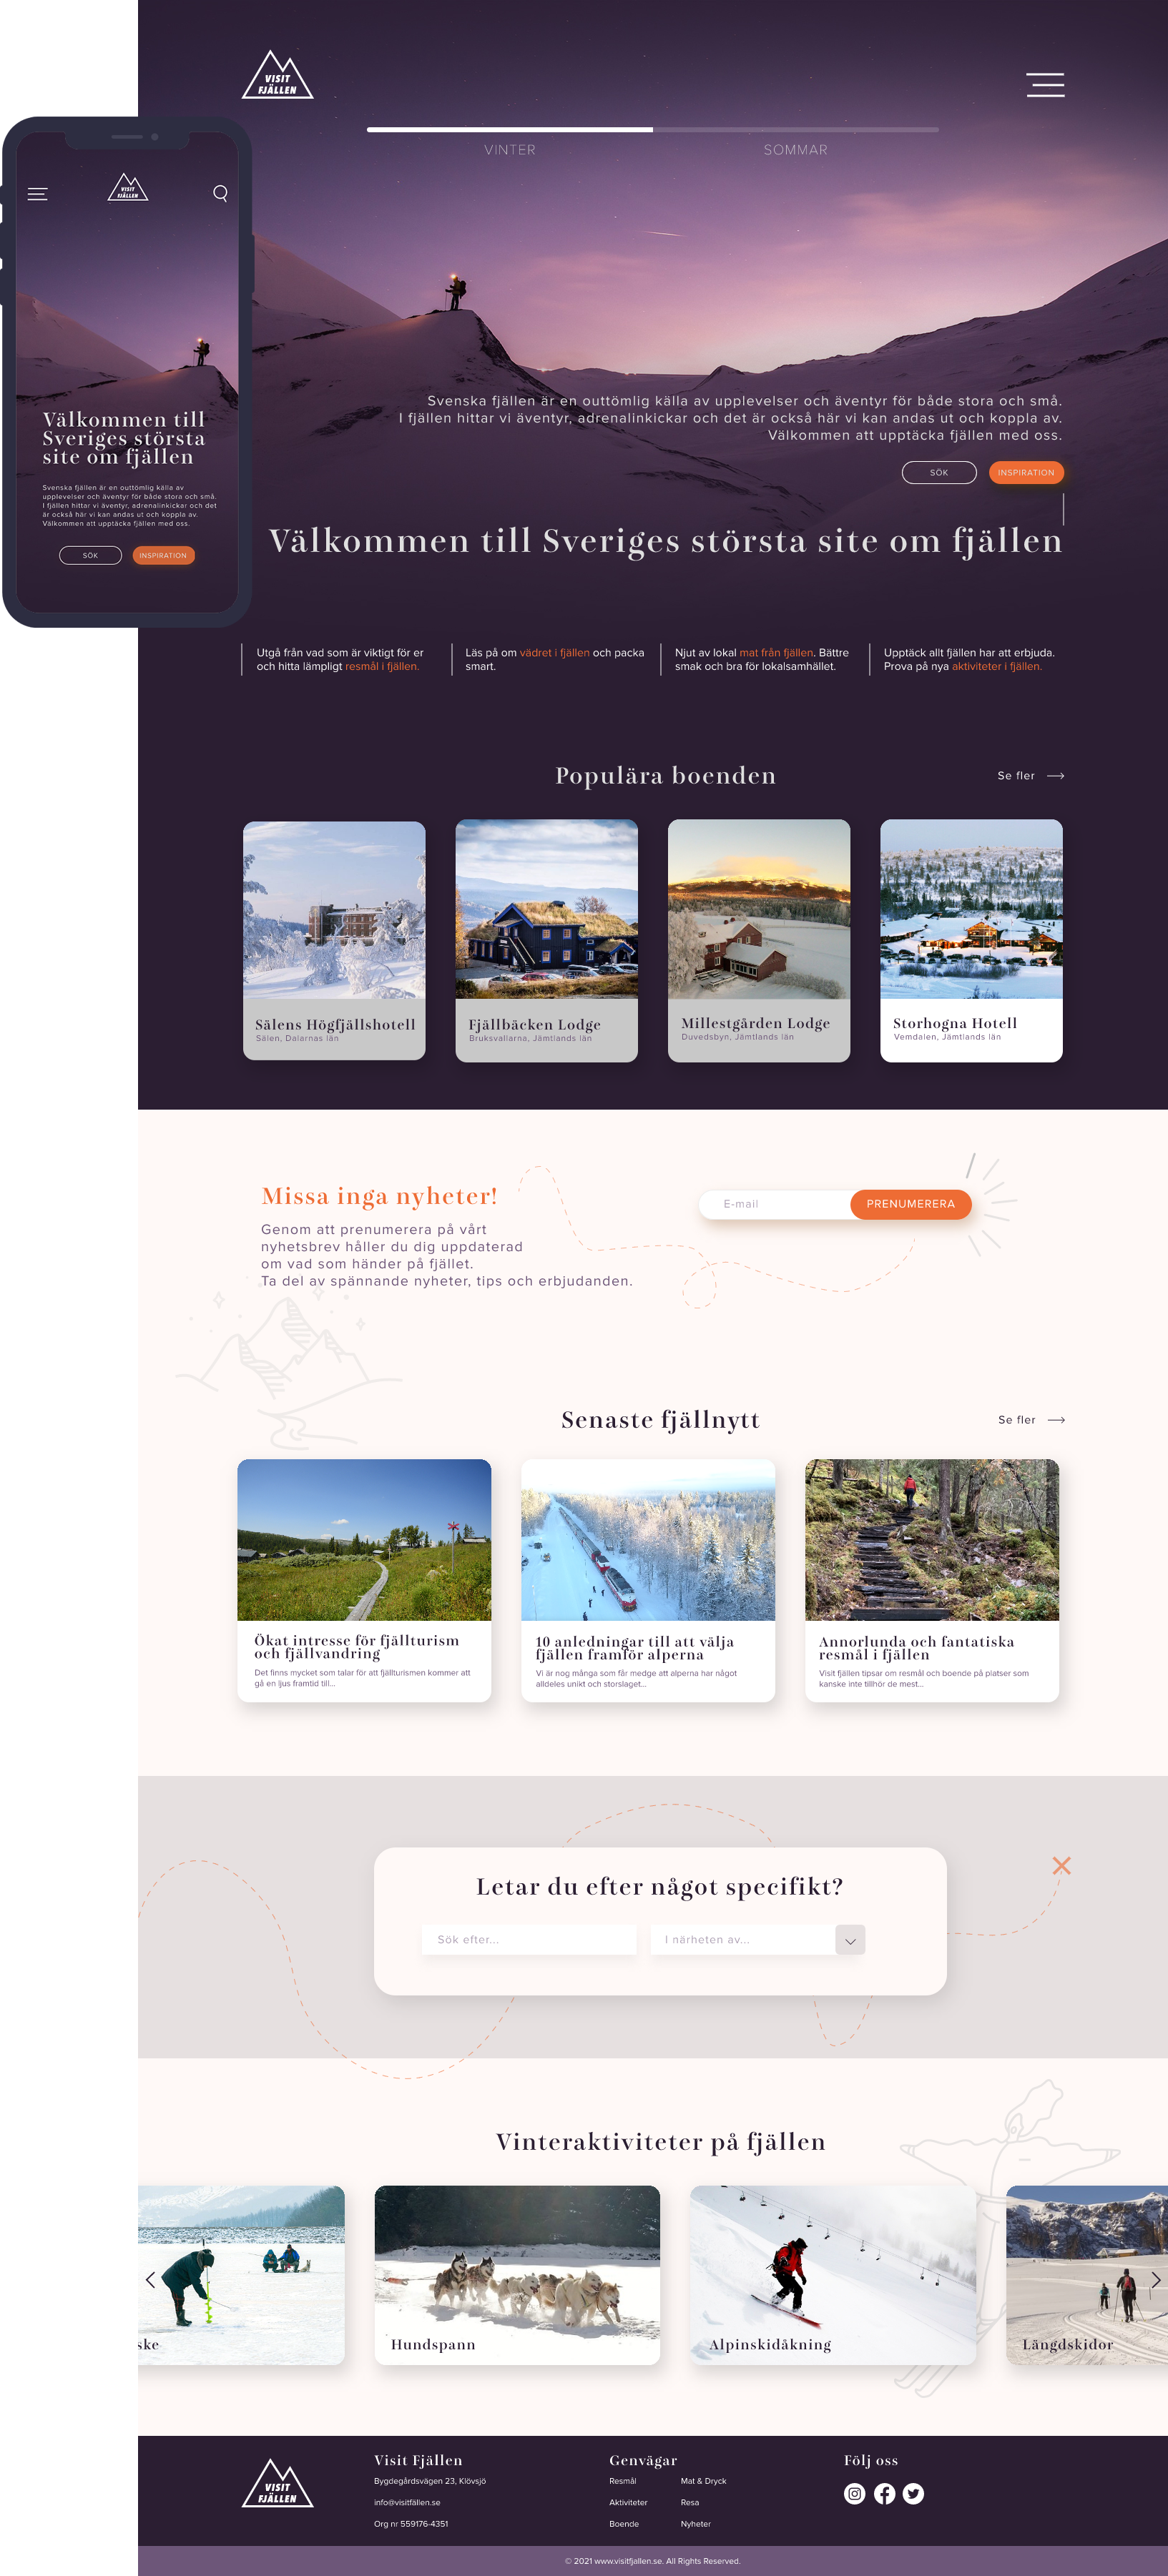 VISIT
FJÄLLEN
VINTER
SOMMAR
Svenska fjällen är en outtömlig källa av upplevelser och äventyr för både stora och små.
I fjällen hittar vi äventyr, adrenalinkickar och det är också här vi kan andas ut och koppla av.
Välkommen att upptäcka fjällen med oss.
SÖK
INSPIRATION
Välkommen till Sveriges största site om fjällen
VISIT
FJÄLLEN
Välkommen till
Sveriges största
site om fjällen
Svenska fjällen är en outtömlig källa av
upplevelser och äventyr för både stora och små.
I fjällen hittar vi äventyr, adrenalinkickar och det
är också här vi kan andas ut och koppla av.
Välkommen att upptäcka fjällen med oss.
SÖK
INSPIRATION
Utgå från vad som är viktigt för er
och hitta lämpligt resmål i fjällen.
Läs på om vädret i fjällen och packa
smart.
Njut av lokal mat från fjällen. Bättre
smak och bra för lokalsamhället.
Upptäck allt fjällen har att erbjuda.
Prova på nya aktiviteter i fjällen.
Populära boenden
Se fler
Sälens Högfjällshotell
Sälen, Dalarnas län
Fjällbäcken Lodge
Bruksvallarna, Jämtlands län
Millestgården Lodge
Duvedsbyn, Jämtlands län
Storhogna Hotell
Vemdalen, Jämtlands län
Missa inga nyheter!
Genom att prenumerera på vårt
nyhetsbrev håller du dig uppdaterad
om vad som händer på fjället.
Ta del av spännande nyheter, tips och erbjudanden.
E-mail
PRENUMERERA
Senaste fjällnytt
Se fler
Ökat intresse för fjällturism
och fjällvandring
Det finns mycket som talar för att fjällturismen kommer att
gå en ljus framtid till...
10 anledningar till att välja
fjällen framför alperna
Vi är nog många som får medge att alperna har något
alldeles unikt och storslaget...
Annorlunda och fantatiska
resmål i fjällen
Visit fjällen tipsar om resmål och boende på platser som
kanske inte tillhör de mest...
Letar du efter något specifikt?
Sök efter...
I närheten av...
Vinteraktiviteter på fjällen
ske
Hundspann
Alpinskidåkning
Längdskidor
VISIT
FJÄLLEN
Visit Fjällen
Bygdegårdsvägen 23, Klövsjö
info@visitfällen.se
Org nr 559176-4351
Genvägar
Resmål
Mat & Dryck
Aktiviteter
Resa
Boende
Nyheter
Följ oss
© 2021 www.visitfjallen.se. All Rights Reserved.